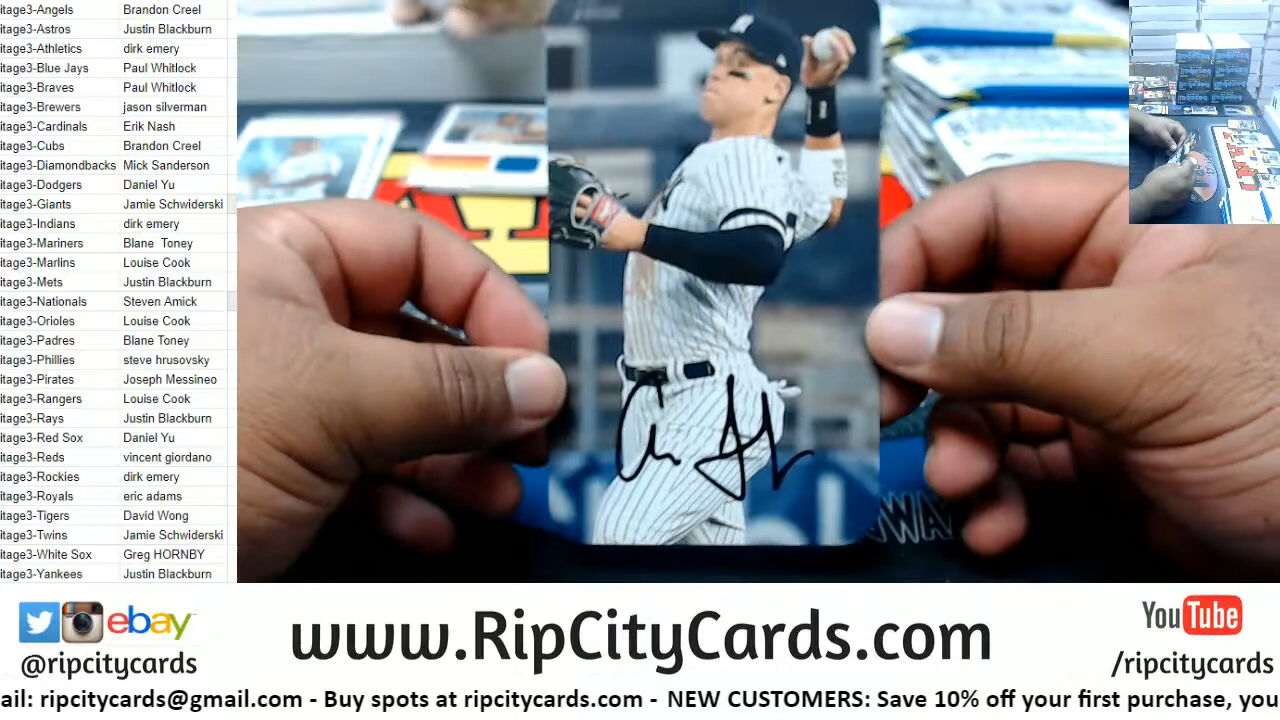 itage3-Angels Brandon Creel
itage3-Astros Justin Blackburn
itage3-Athletics dirk emery
itage3-Blue Jays Paul Whitlock
itage3-Braves Paul Whitlock
itage3-Brewers jason silverman
itage3-Cardinals Erik Nash
itage3-Cubs Brandon Creel
itage3-Diamondbacks Mick Sanderson
itage3-Dodgers Daniel Yu
itage3-Giants Jamie Schwiderski
itage3-Indians dirk emery
itage3-Mariners Blane Toney
itage3-Marlins Louise Cook
itage3-Mets Justin Blackburn
itage3-Nationals Steven Amick
itage3-Orioles Louise Cook
itage3-Padres Blane Toney
itage3-Phillies steve hrusovsky
itage3-Pirates Joseph Messineo
itage3-Rangers Louise Cook
itage3-Rays Justin Blackburn
itage3-Red Sox Daniel Yu
itage3-Reds vincent giordano
itage3-Rockies dirk emery
itage3-Royals eric adams
itage3-Tigers David Wong
itage3-Twins Jamie Schwiderski
itage3-White Sox Greg HORNBY
itage3-Yankees Justin Blackburn
ebay
@ripcitycards
www.RipCityCards.com
YouTube
/ripcitycards
ail: ripcitycards@gmail.com - Buy spots at ripcitycards.com - NEW CUSTOMERS: Save 10% off your first purchase, you